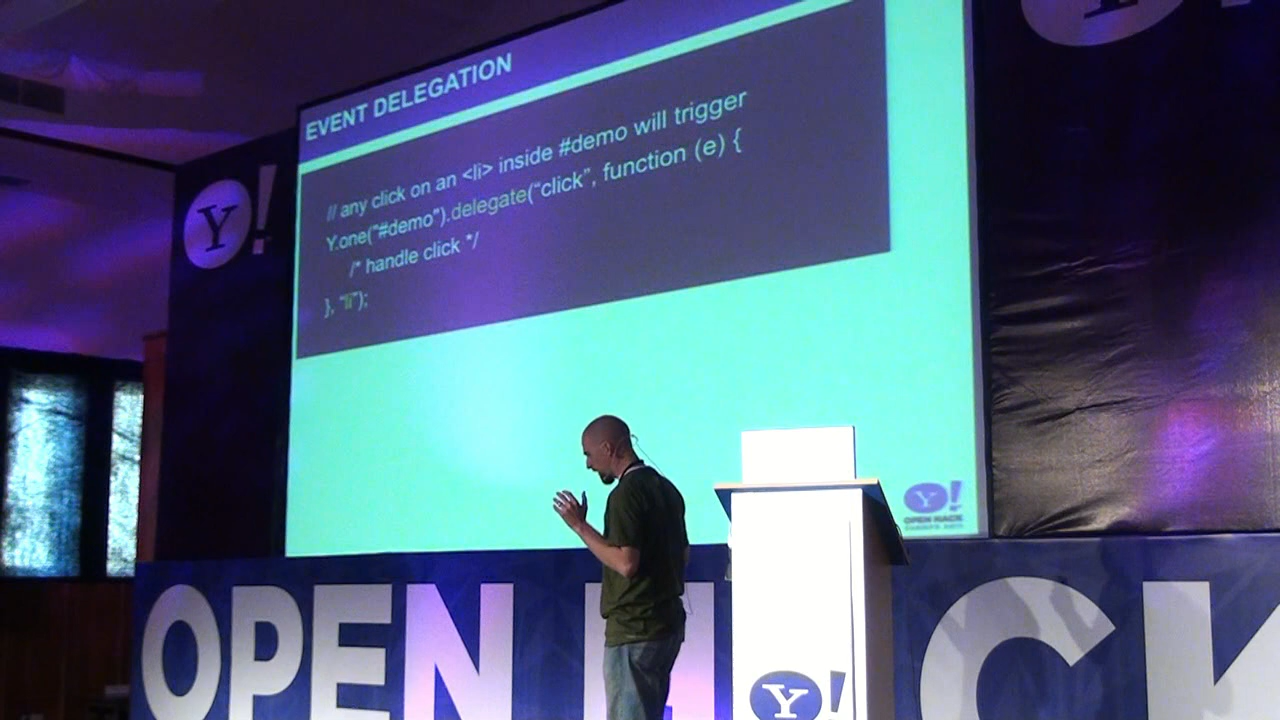 EVENT DELEGATION
// any click on an <li> inside #demo will trigger
Y.one("#demo").delegate("click", function (e) {
/* handle click */
}, "li");
Y!
Y!
OPEN HACK
Y!
OPEN HACK